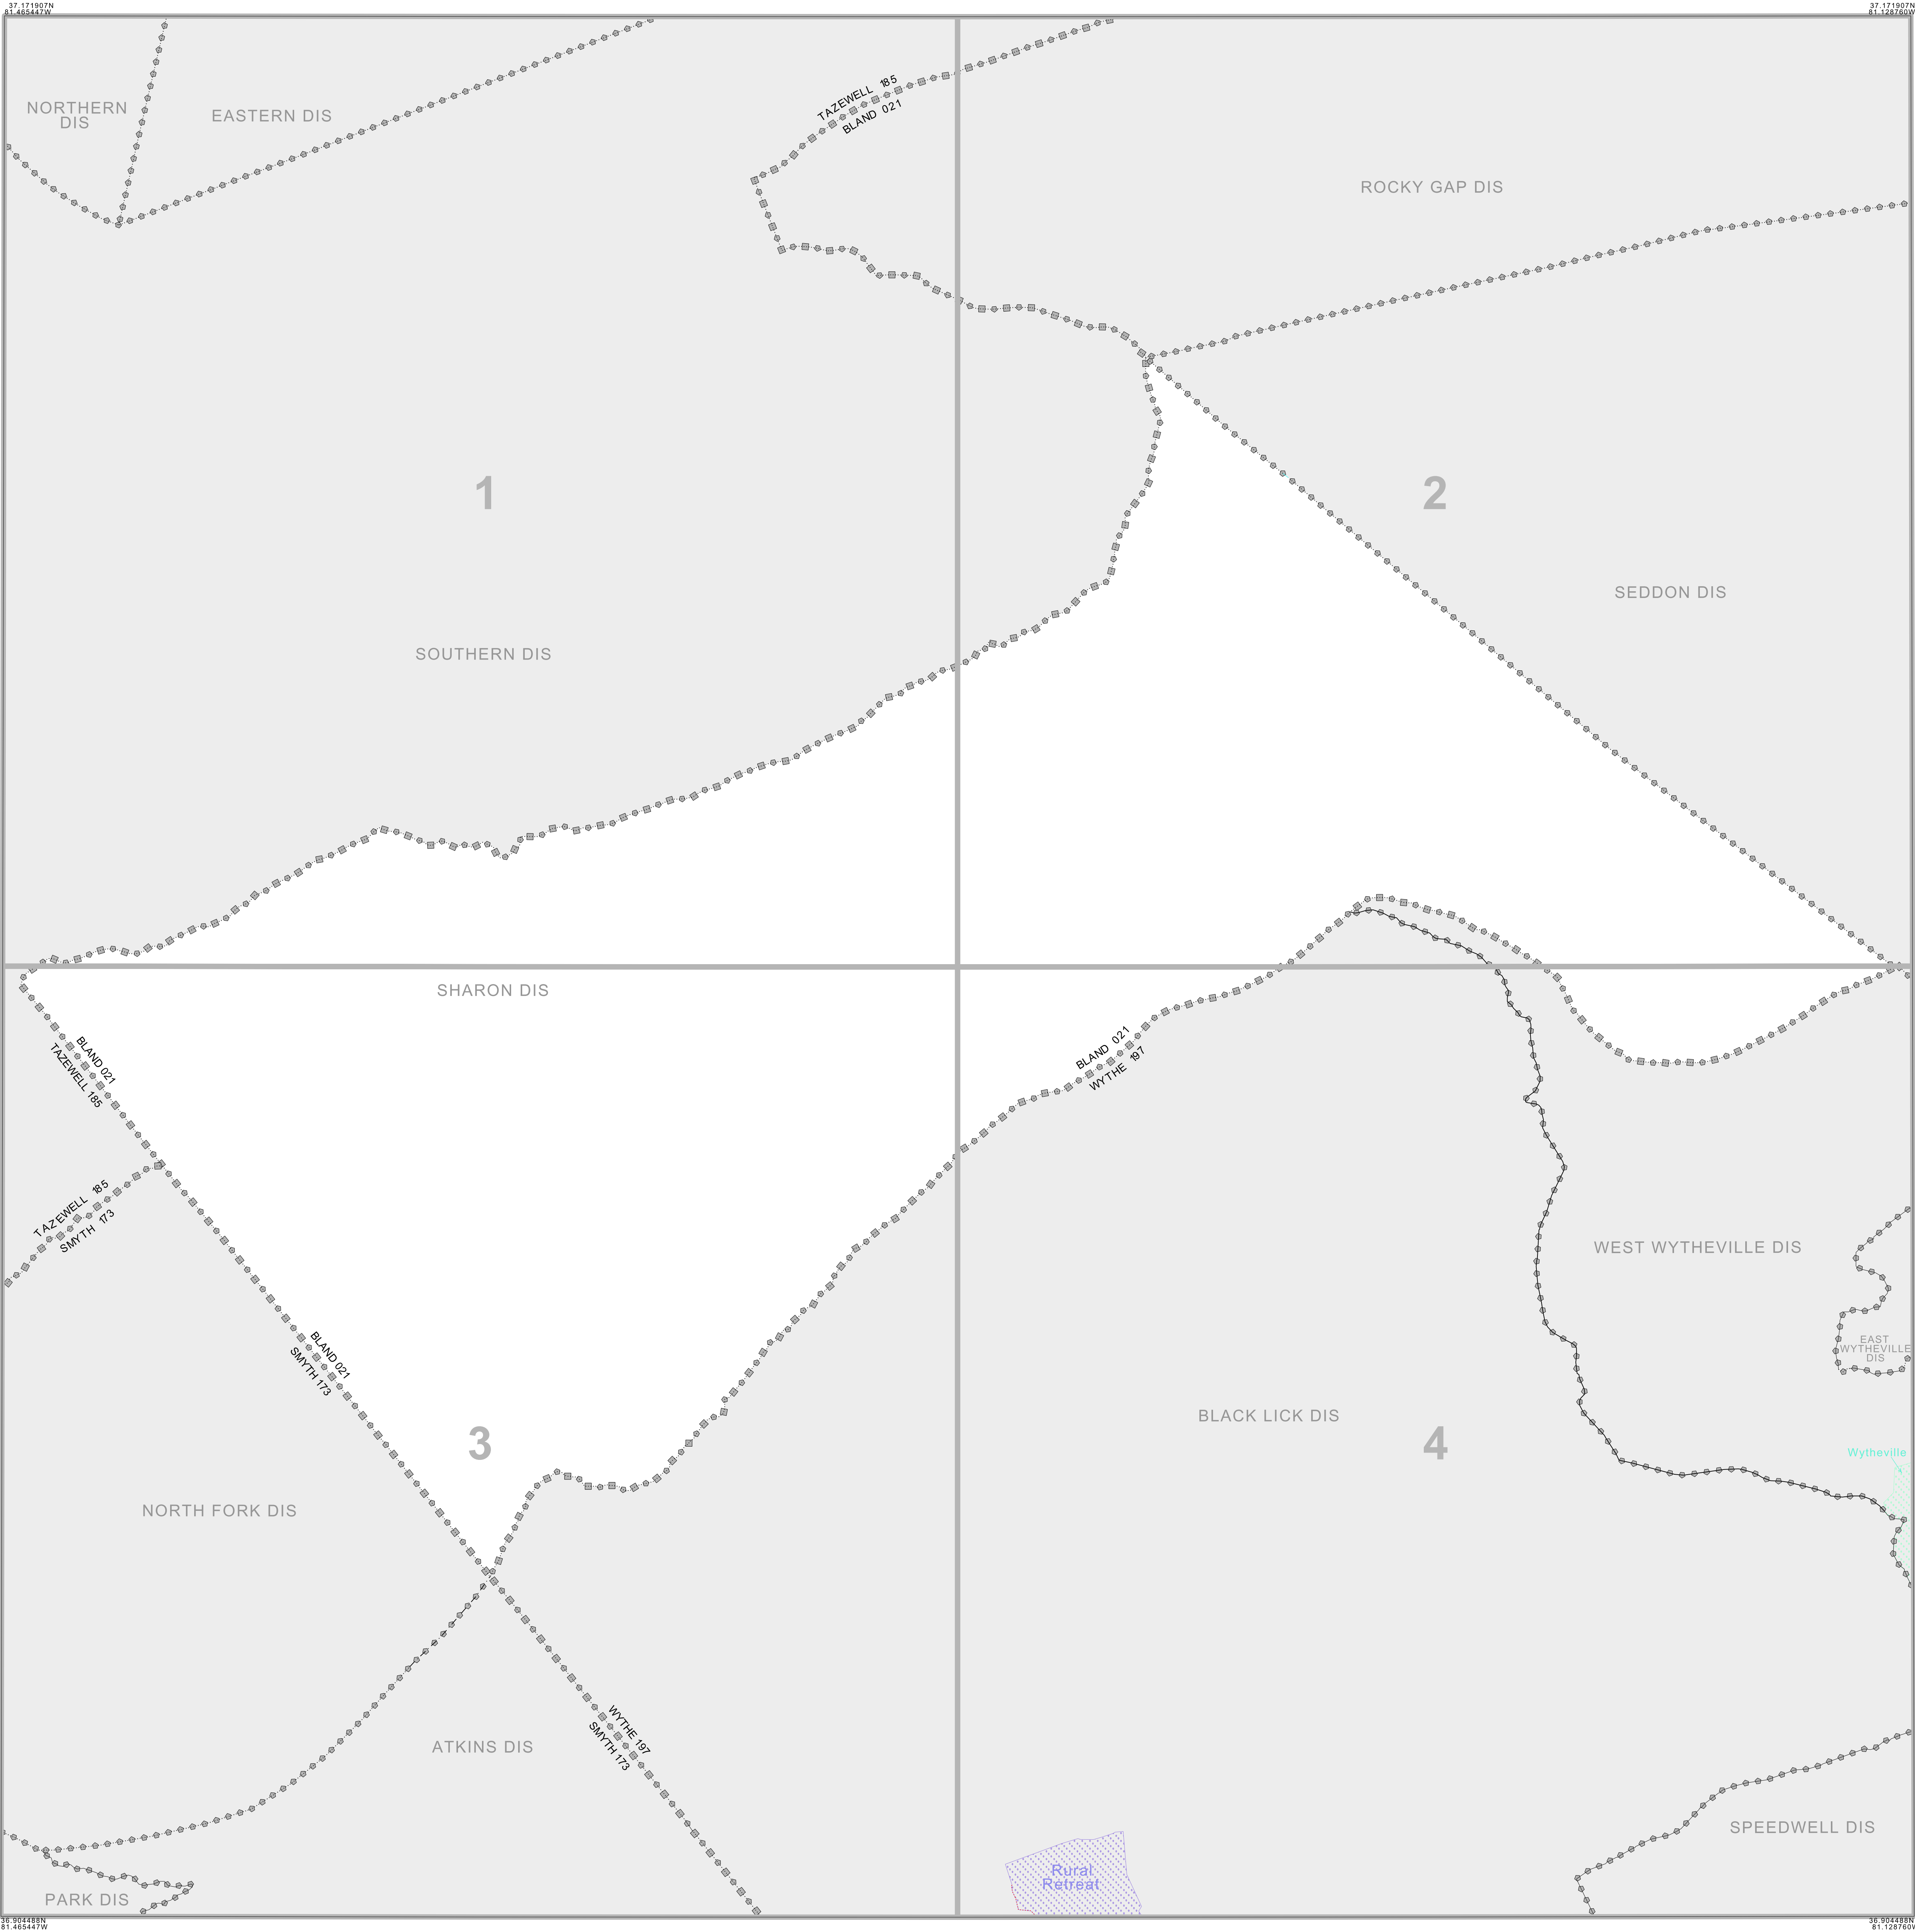 37.171907N
81.465447W
37.171907N
81.128760W
NORTHERN
DIS
EASTERN DIS
TAZEWELL 185
BLAND 021
ROCKY GAP DIS
1
2
SEDDON DIS
SOUTHERN DIS
SHARON DIS
BLAND 021
TAZEWELL 185
BLAND 021
WYTHE 197
TAZEWELL 185
SMYTH 173
WEST WYTHEVILLE DIS
EAST
WYTHEVILLE
DIS
BLAND 021
SMYTH 173
BLACK LICK DIS
3
4
Wytheville
NORTH FORK DIS
WYTHE 197
SMYTH 173
ATKINS DIS
SPEEDWELL DIS
Rural
Retreat
PARK DIS
36.904488N
81.465447W
36.904488N
81.128760W